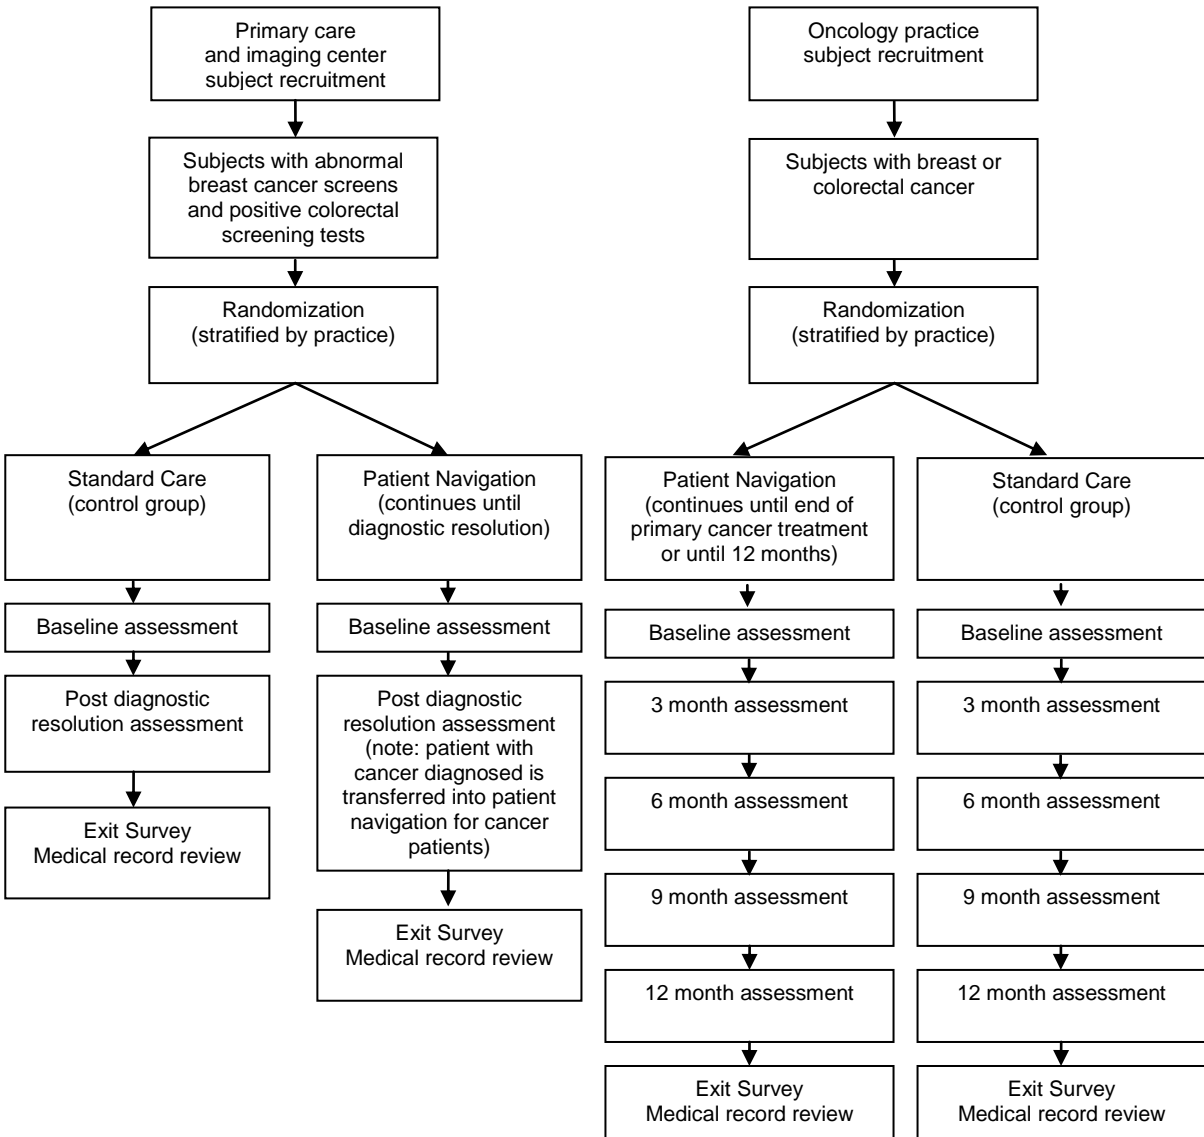 Primary care
and imaging center
subject recruitment
Subjects with abnormal
breast cancer screens
and positive colorectal
screening tests
Randomization
(stratified by practice)
Standard Care
(control group)
Baseline assessment
Post diagnostic
resolution assessment
Exit Survey
Medical record review
Patient Navigation
(continues until
diagnostic resolution)
Baseline assessment
Post diagnostic
resolution assessment
(note: patient with
cancer diagnosed is
transferred into patient
navigation for cancer
patients)
Exit Survey
Medical record review
Oncology practice
subject recruitment
Subjects with breast or
colorectal cancer
Randomization
(stratified by practice)
Patient Navigation
(continues until end of
primary cancer treatment
or until 12 months)
Baseline assessment
3 month assessment
6 month assessment
9 month assessment
12 month assessment
Exit Survey
Medical record review
Standard Care
(control group)
Baseline assessment
3 month assessment
6 month assessment
9 month assessment
12 month assessment
Exit Survey
Medical record review